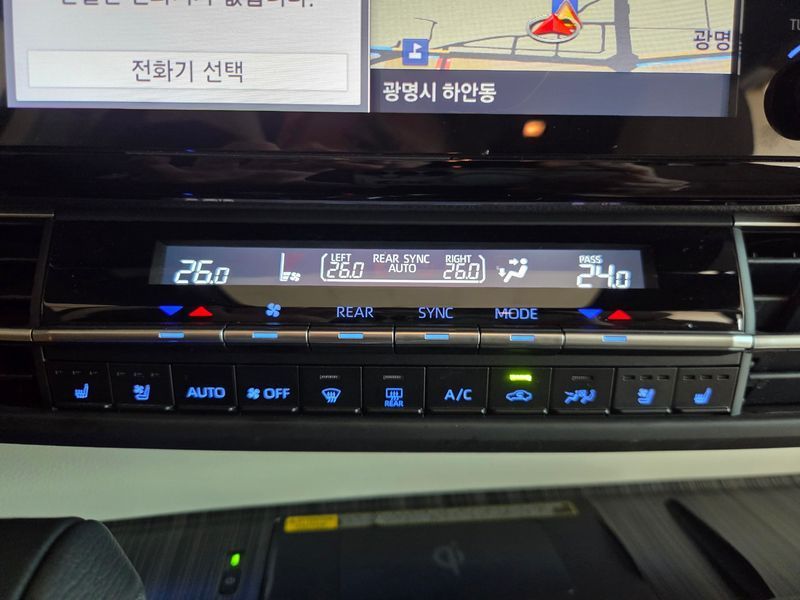 전화기 선택
광명
광명시 하안동
26.0
LEFT
26.0
REAR SYNC
AUTO
RIGHT
26.0
PASS
24.0
REAR
SYNC
MODE
AUTO
OFF
REAR
A/C